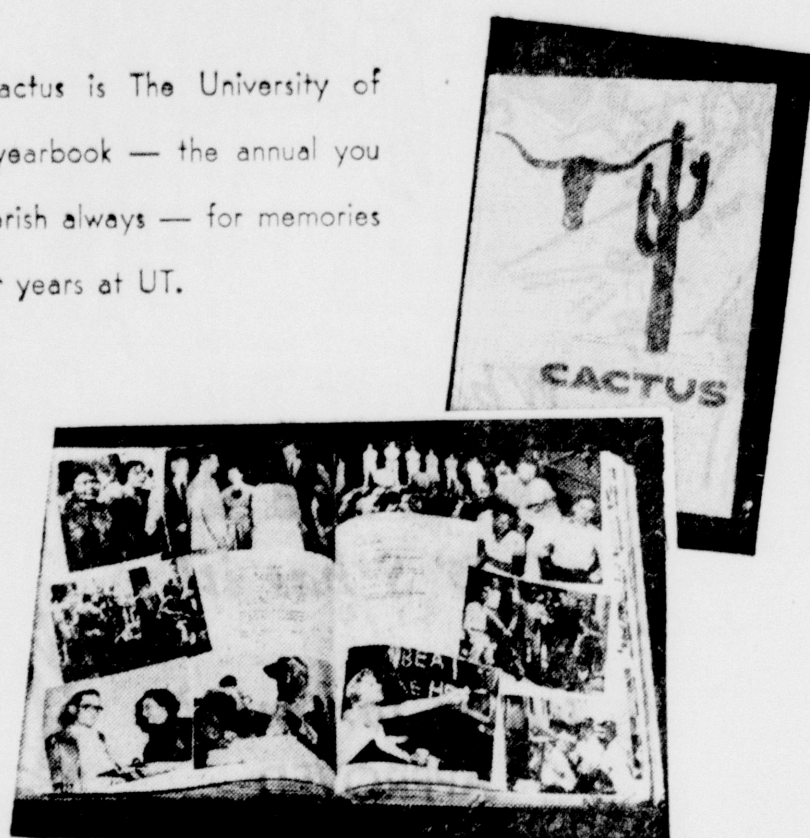 actus is The University of
yearbook — the annual you
rish always — for memories
r years at UT.
CACTUS
BEAT